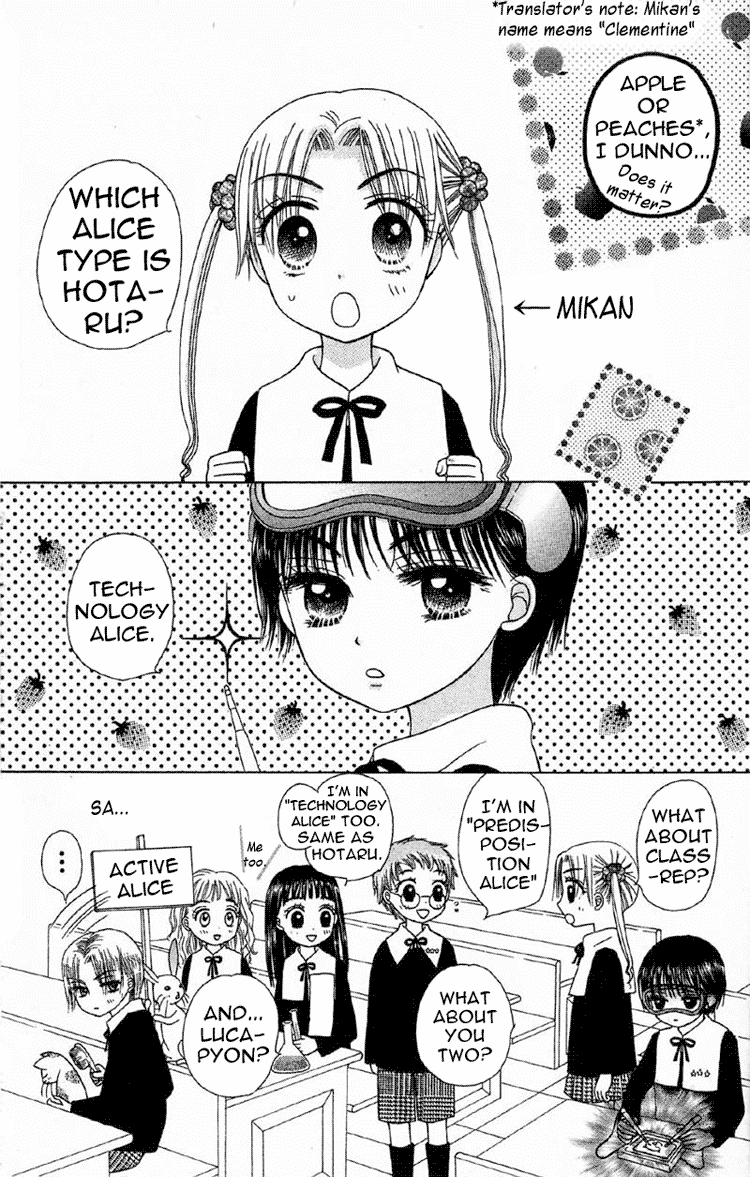 *Translator's note: Mikan's
name means "Clementine"
APPLE
OR
PEACHES*,
I DUNNO...
Does it
matter?
WHICH
ALICE
TYPE IS
HOTA-
RU?
← MIKAN
TECH-
NOLOGY
ALICE.
WHAT
ABOUT
CLASS
-REP?
I'M IN
"PREDIS-
POSI-
TION
ALICE"
WHAT
ABOUT
YOU
TWO?
I'M IN
"TECHNOLOGY
ALICE" TOO.
SAME AS
HOTARU.
Me
too.
AND...
LUCA-
PYON?
SA...
...
ACTIVE
ALICE